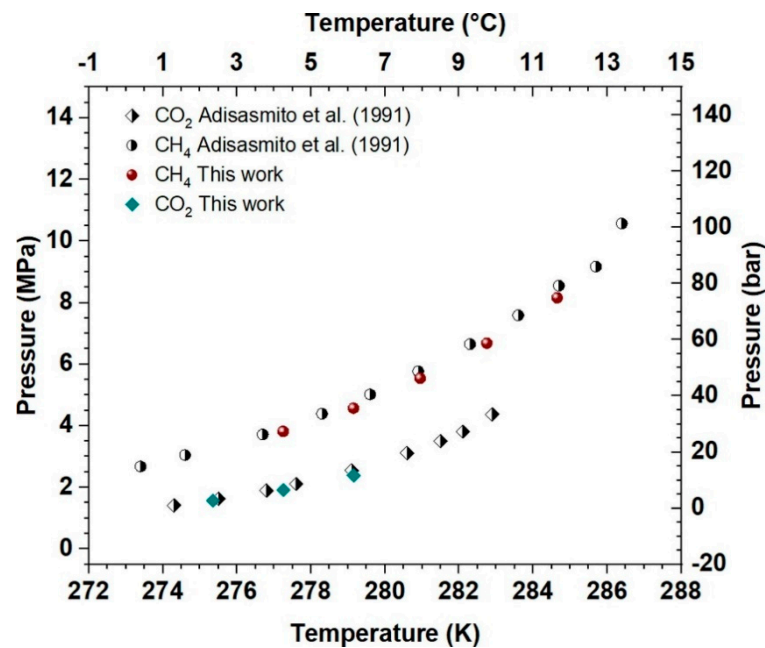 Temperature (°C)
-1 1 3 5 7 9 11 13 15
CO₂ Adisasmito et al. (1991)
CH₄ Adisasmito et al. (1991)
CH₄ This work
CO₂ This work
Pressure (MPa)
14
12
10
8
6
4
2
0
Pressure (bar)
140
120
100
80
60
40
20
0
-20
272 274 276 278 280 282 284 286 288
Temperature (K)